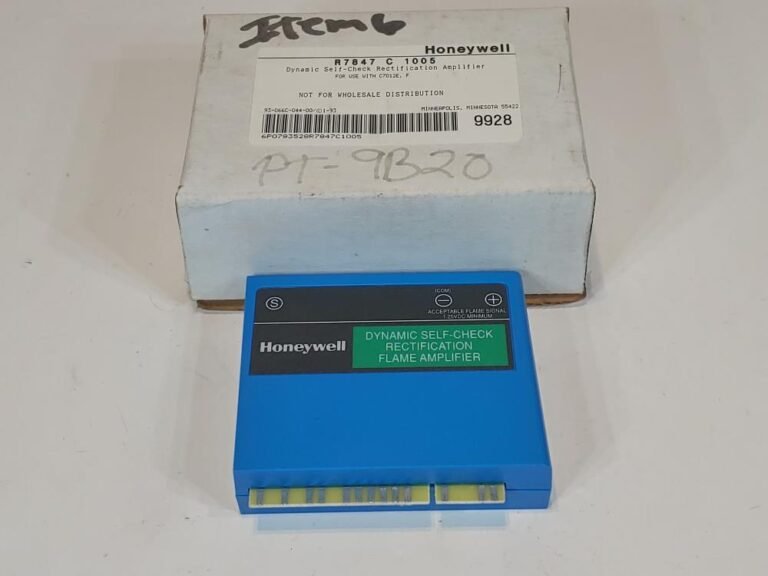 Item 6
Honeywell
R7847 C 1005
Dynamic Self-Check Rectification Amplifier
FOR USE WITH C7012E, F
NOT FOR WHOLESALE DISTRIBUTION
MINNEAPOLIS, MINNESOTA 55422
9928
6P0783528R7847C1005
PT-9B20
S
(COM)
- +
ACCEPTABLE FLAME SIGNAL
1.25VDC MINIMUM
Honeywell
DYNAMIC SELF-CHECK
RECTIFICATION
FLAME AMPLIFIER